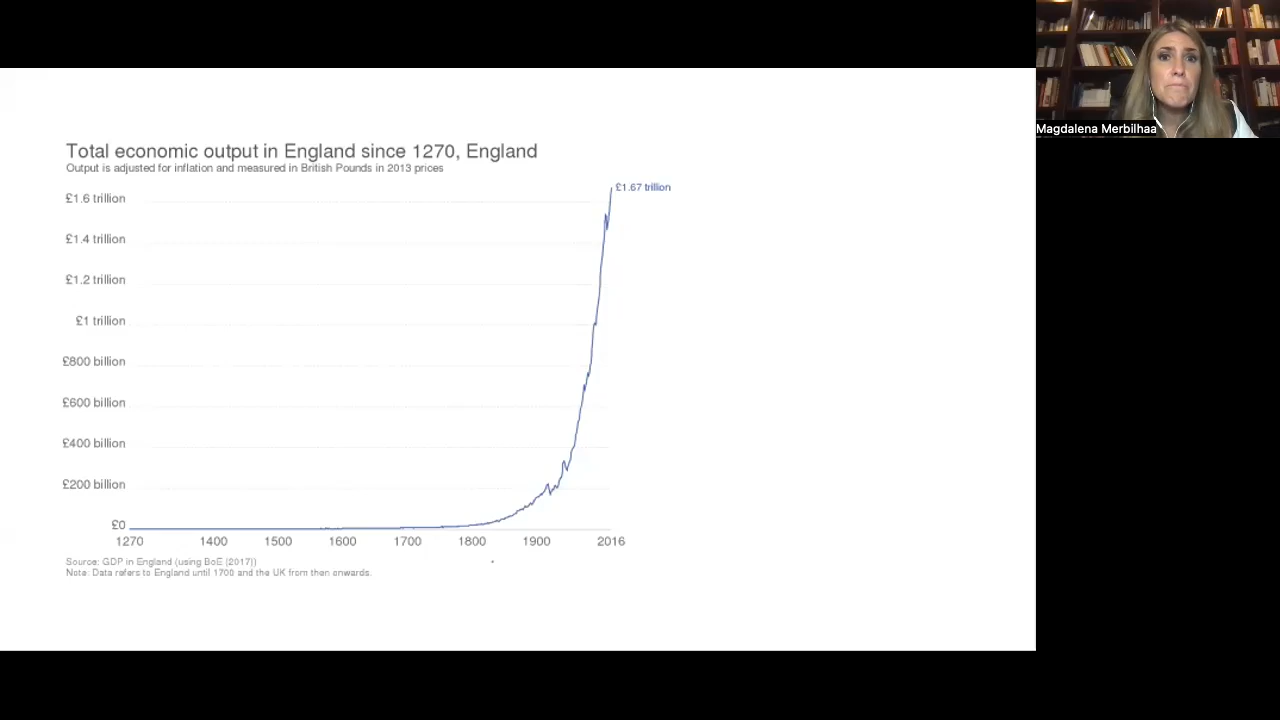 Magdalena Merbilhaa
Total economic output in England since 1270, England
Output is adjusted for inflation and measured in British Pounds in 2013 prices
£1.67 trillion
£1.6 trillion
£1.4 trillion
£1.2 trillion
£1 trillion
£800 billion
£600 billion
£400 billion
£200 billion
£0
1270 1400 1500 1600 1700 1800 1900 2016
Source: GDP in England (using BoE (2017))
Note: Data refers to England until 1700 and the UK from then onwards.